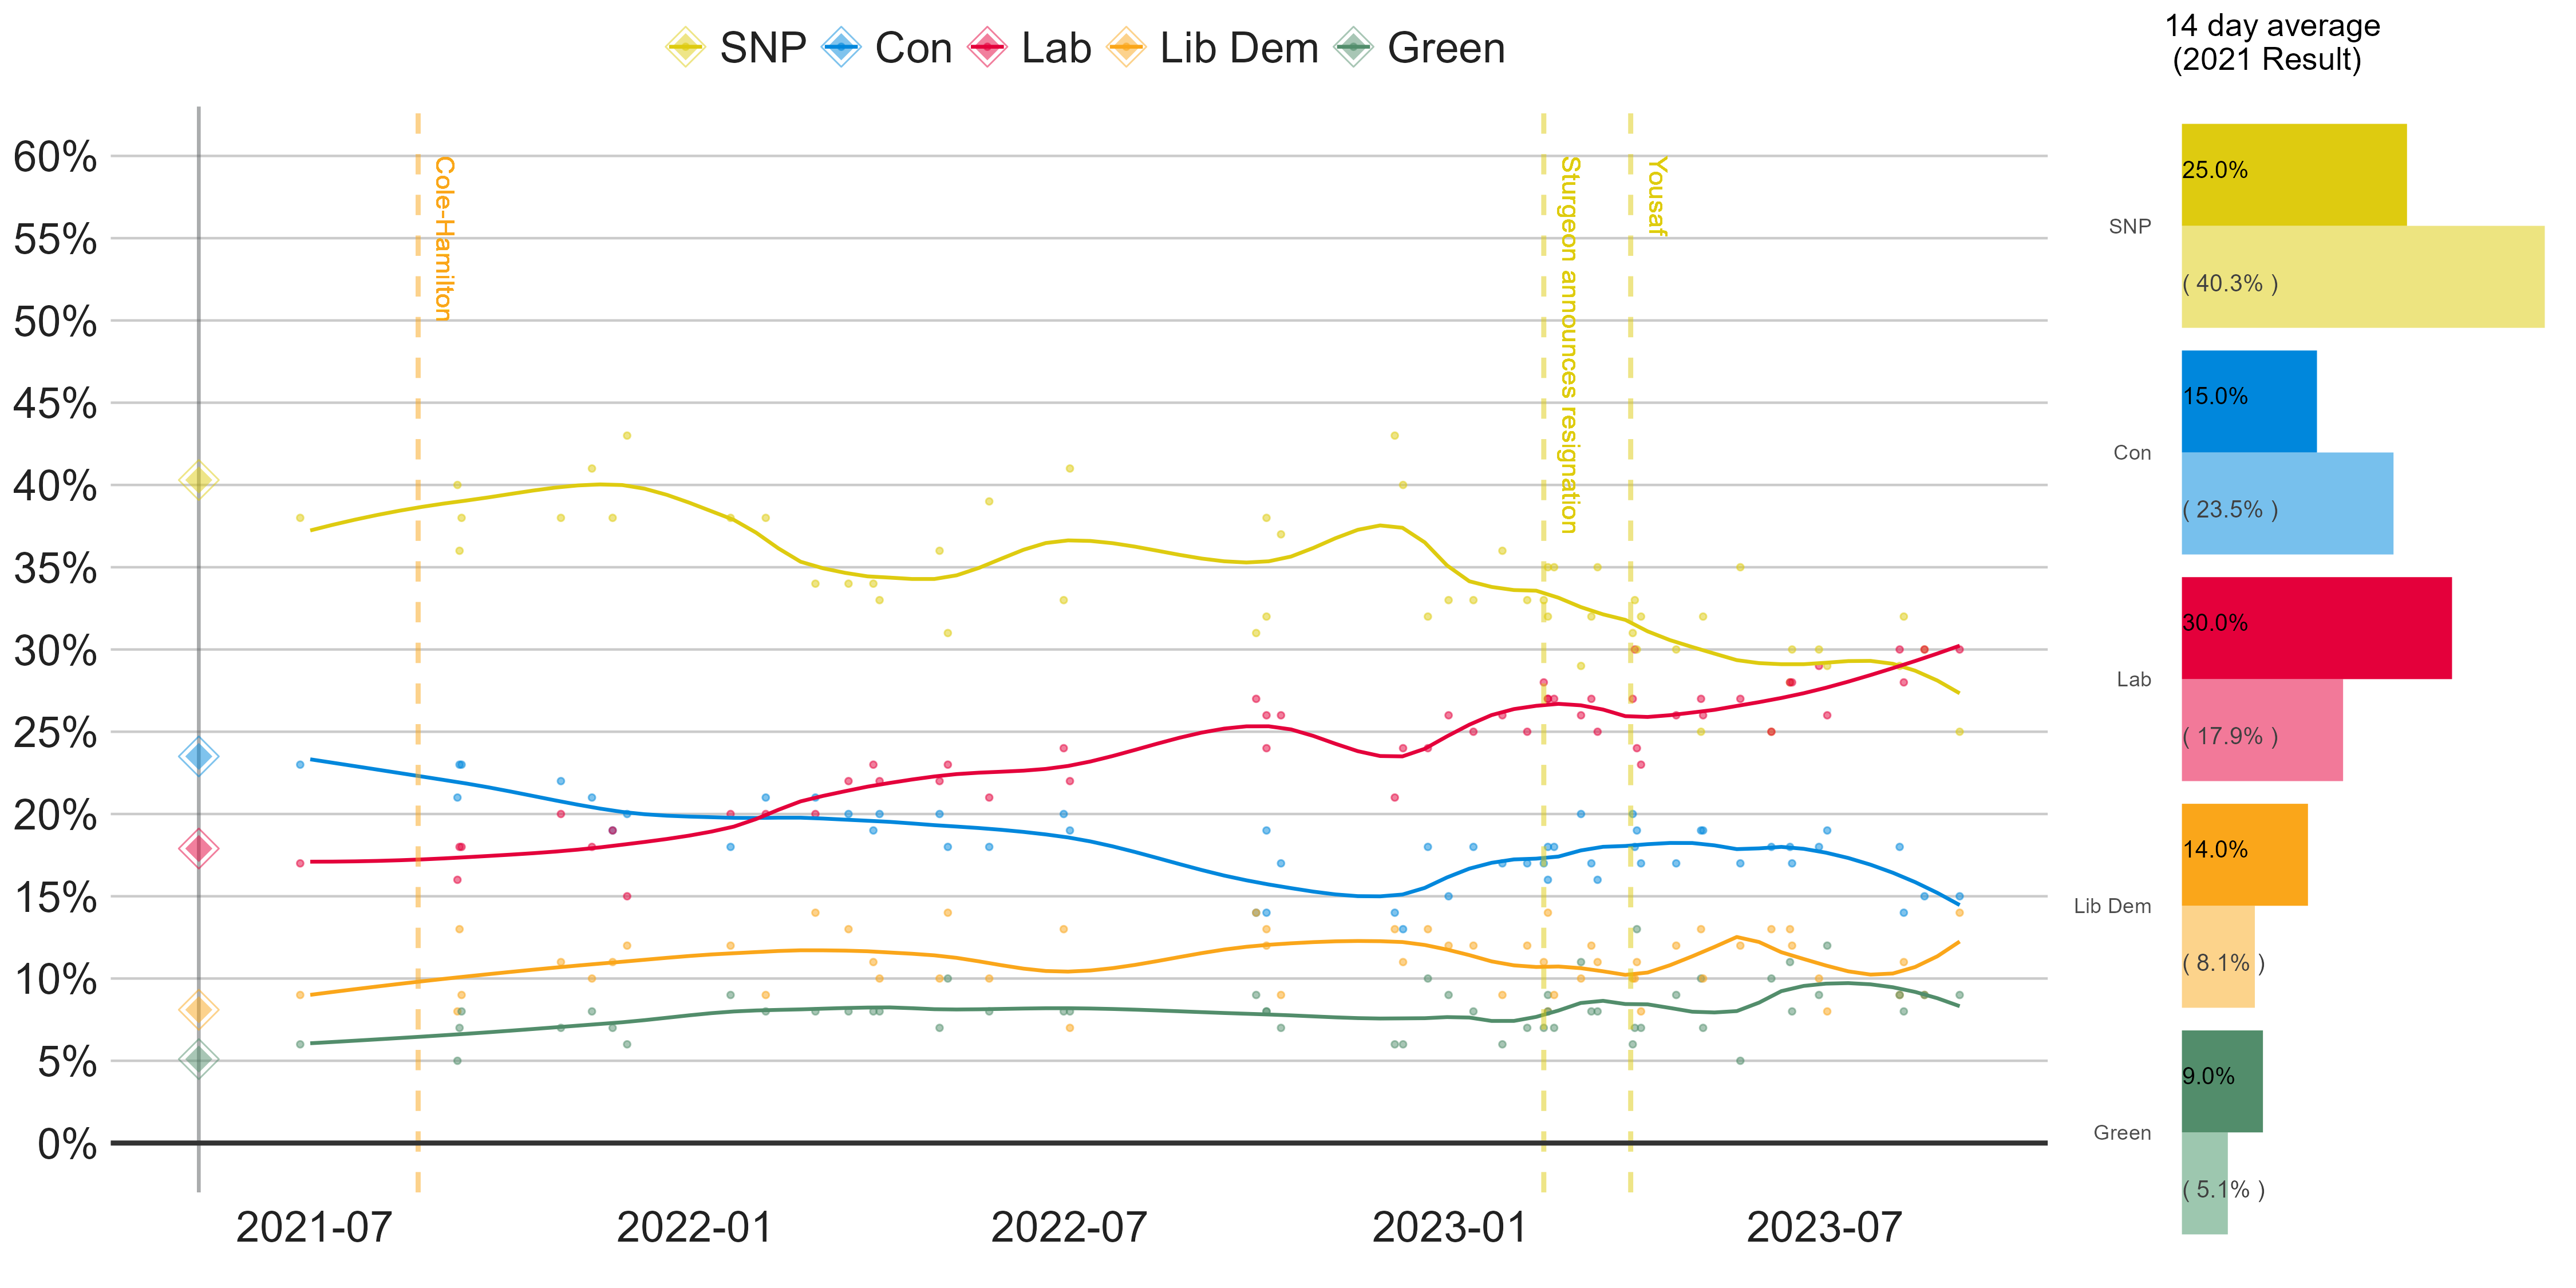 SNP Con Lab Lib Dem Green
14 day average
(2021 Result)
60%
55%
50%
45%
40%
35%
30%
25%
20%
15%
10%
5%
0%
Cole-Hamilton
Sturgeon announces resignation
Yousaf
2021-07 2022-01 2022-07 2023-01 2023-07
SNP
25.0%
( 40.3% )
Con
15.0%
( 23.5% )
Lab
30.0%
( 17.9% )
Lib Dem
14.0%
( 8.1% )
Green
9.0%
( 5.1% )